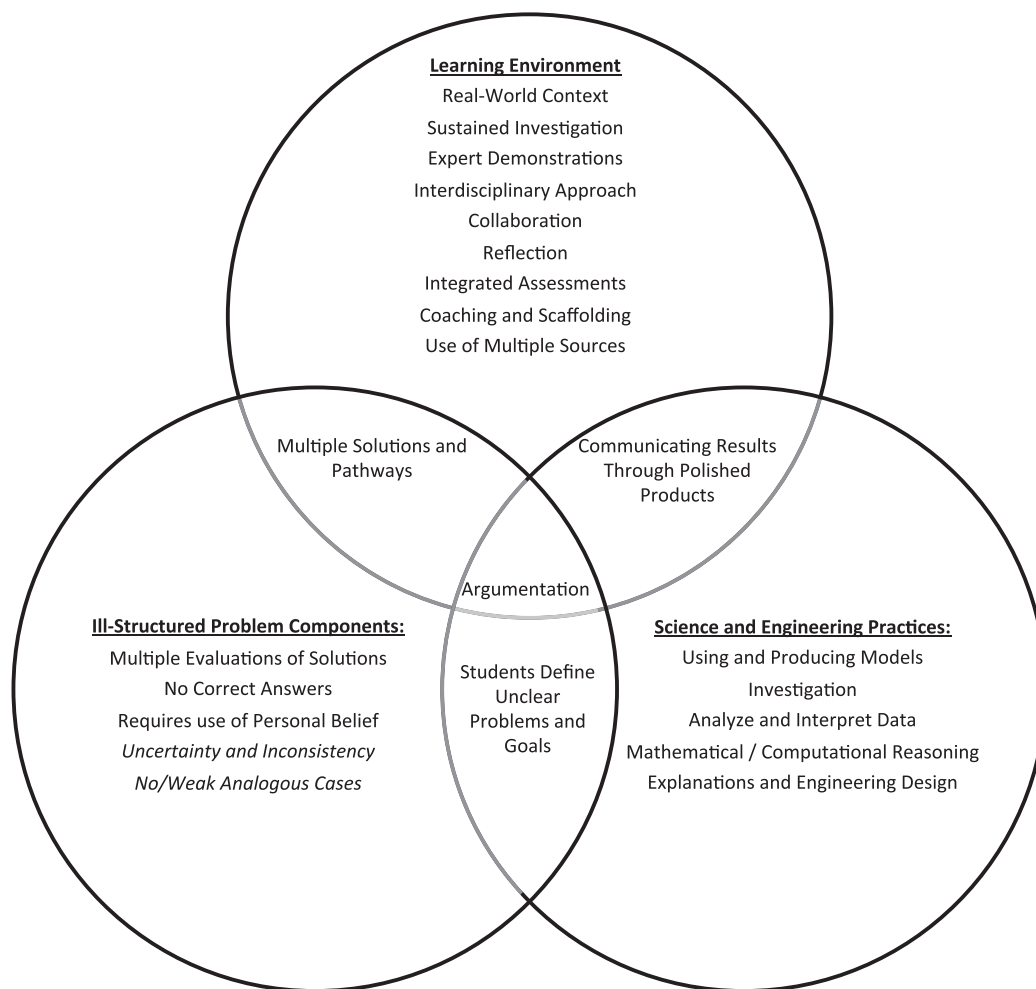 Learning Environment
Real-World Context
Sustained Investigation
Expert Demonstrations
Interdisciplinary Approach
Collaboration
Reflection
Integrated Assessments
Coaching and Scaffolding
Use of Multiple Sources
Multiple Solutions and
Pathways
Communicating Results
Through Polished
Products
Argumentation
Ill-Structured Problem Components:
Multiple Evaluations of Solutions
No Correct Answers
Requires use of Personal Belief
Uncertainty and Inconsistency
No/Weak Analogous Cases
Students Define
Unclear
Problems and
Goals
Science and Engineering Practices:
Using and Producing Models
Investigation
Analyze and Interpret Data
Mathematical / Computational Reasoning
Explanations and Engineering Design